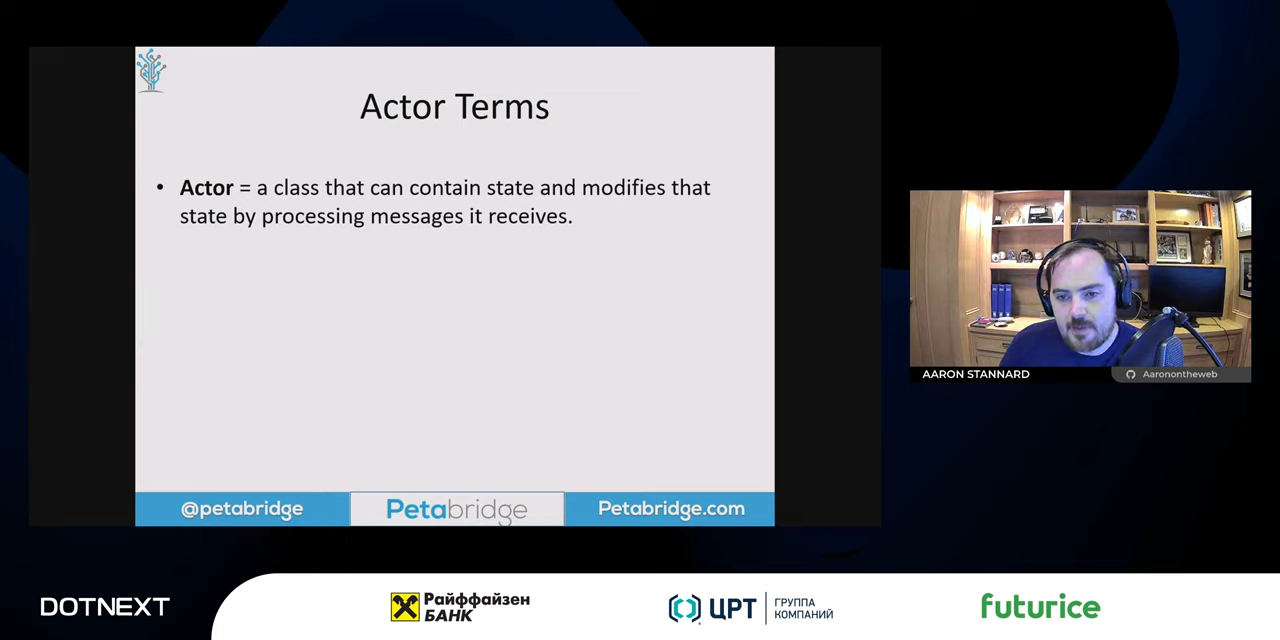 Actor Terms
• Actor = a class that can contain state and modifies that
state by processing messages it receives.
@petabridge
Petabridge
Petabridge.com
AARON STANNARD
Aaronontheweb
DOTNEXT
Райффайзен
БАНК
ЦРТ
ГРУППА
КОМПАНИЙ
futurice